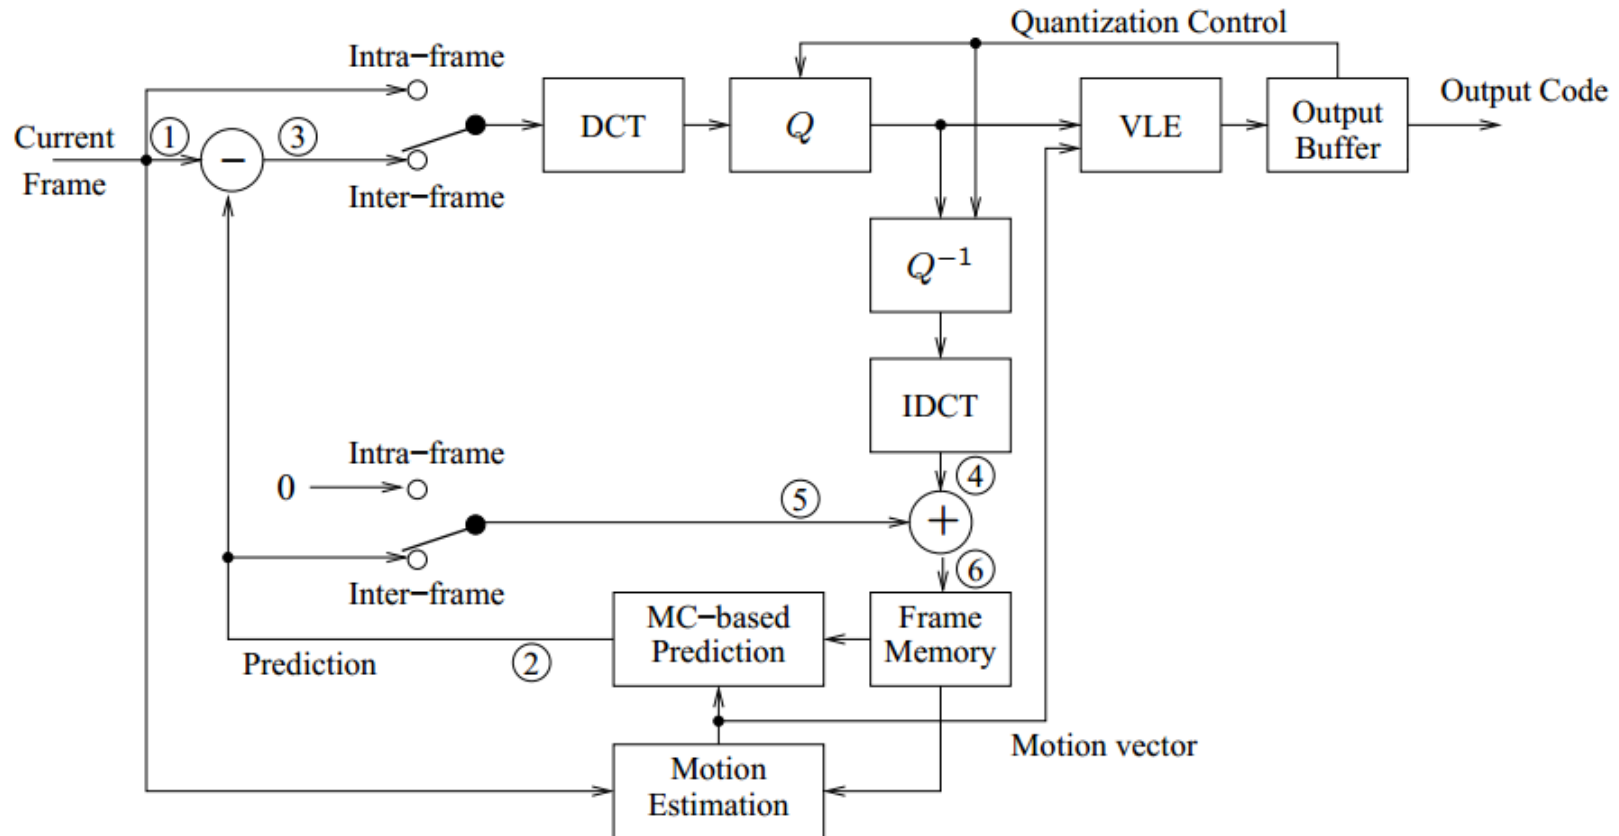 Quantization Control
Intra−frame
Current
Frame
1
−
3
Inter−frame
DCT
Q
VLE
Output
Buffer
Output Code
Q−1
IDCT
Intra−frame
0
5
4
+
6
Inter−frame
MC−based
Prediction
Frame
Memory
Prediction
2
Motion vector
Motion
Estimation